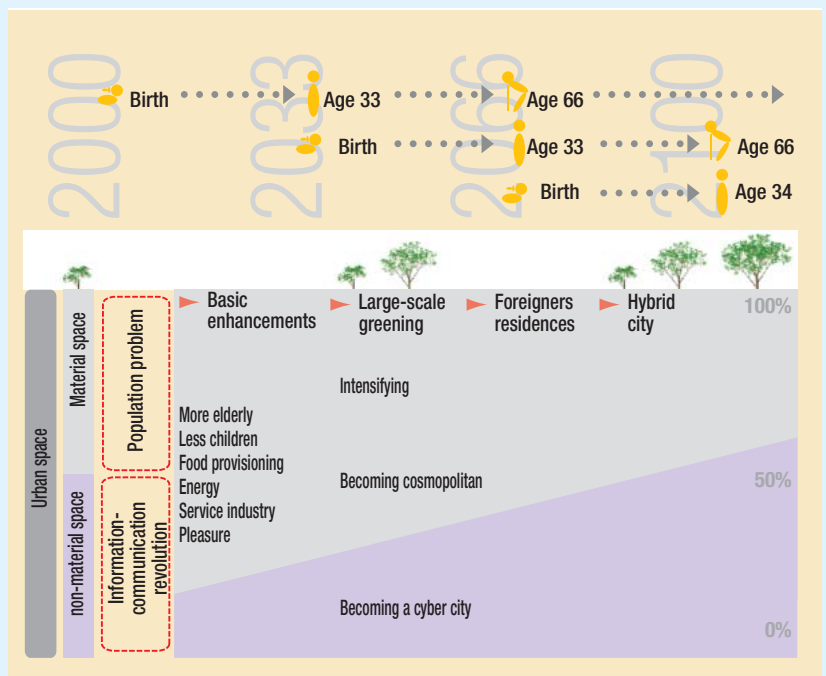 2000
2033
2066
2100
Birth
Age 33
Age 66
Birth
Age 33
Age 66
Birth
Age 34
Urban space
Material space
non-material space
Population problem
Information-
communication
revolution
Basic
enhancements
Large-scale
greening
Foreigners
residences
Hybrid
city
100%
Intensifying
More elderly
Less children
Food provisioning
Energy
Service industry
Pleasure
Becoming cosmopolitan
50%
Becoming a cyber city
0%